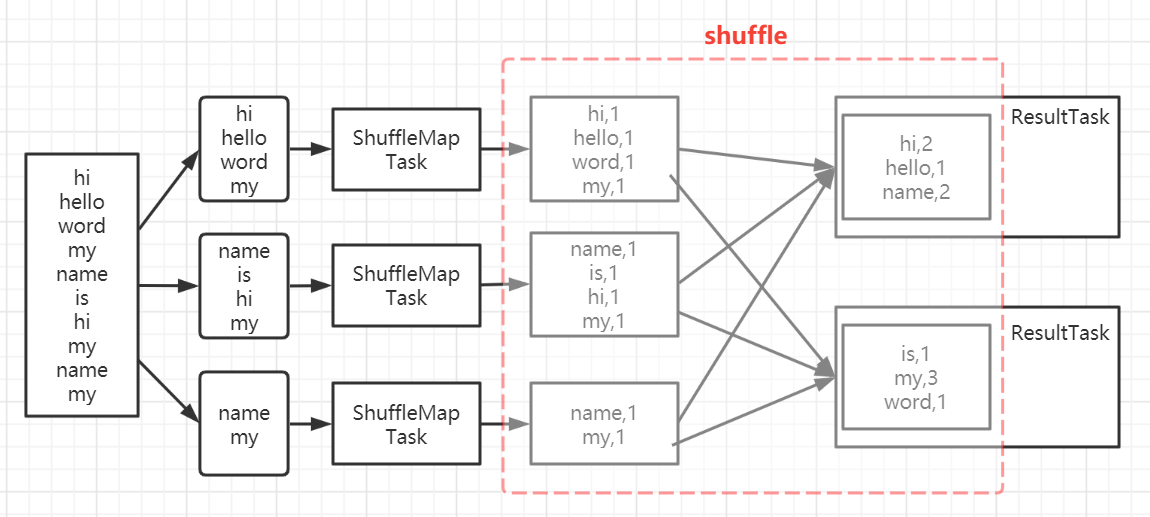 shuffle
hi
hello
word
my
name
is
hi
my
name
my
hi
hello
word
my
ShuffleMap
Task
hi,1
hello,1
word,1
my,1
hi,2
hello,1
name,2
ResultTask
name
is
hi
my
ShuffleMap
Task
name,1
is,1
hi,1
my,1
is,1
my,3
word,1
ResultTask
name
my
ShuffleMap
Task
name,1
my,1